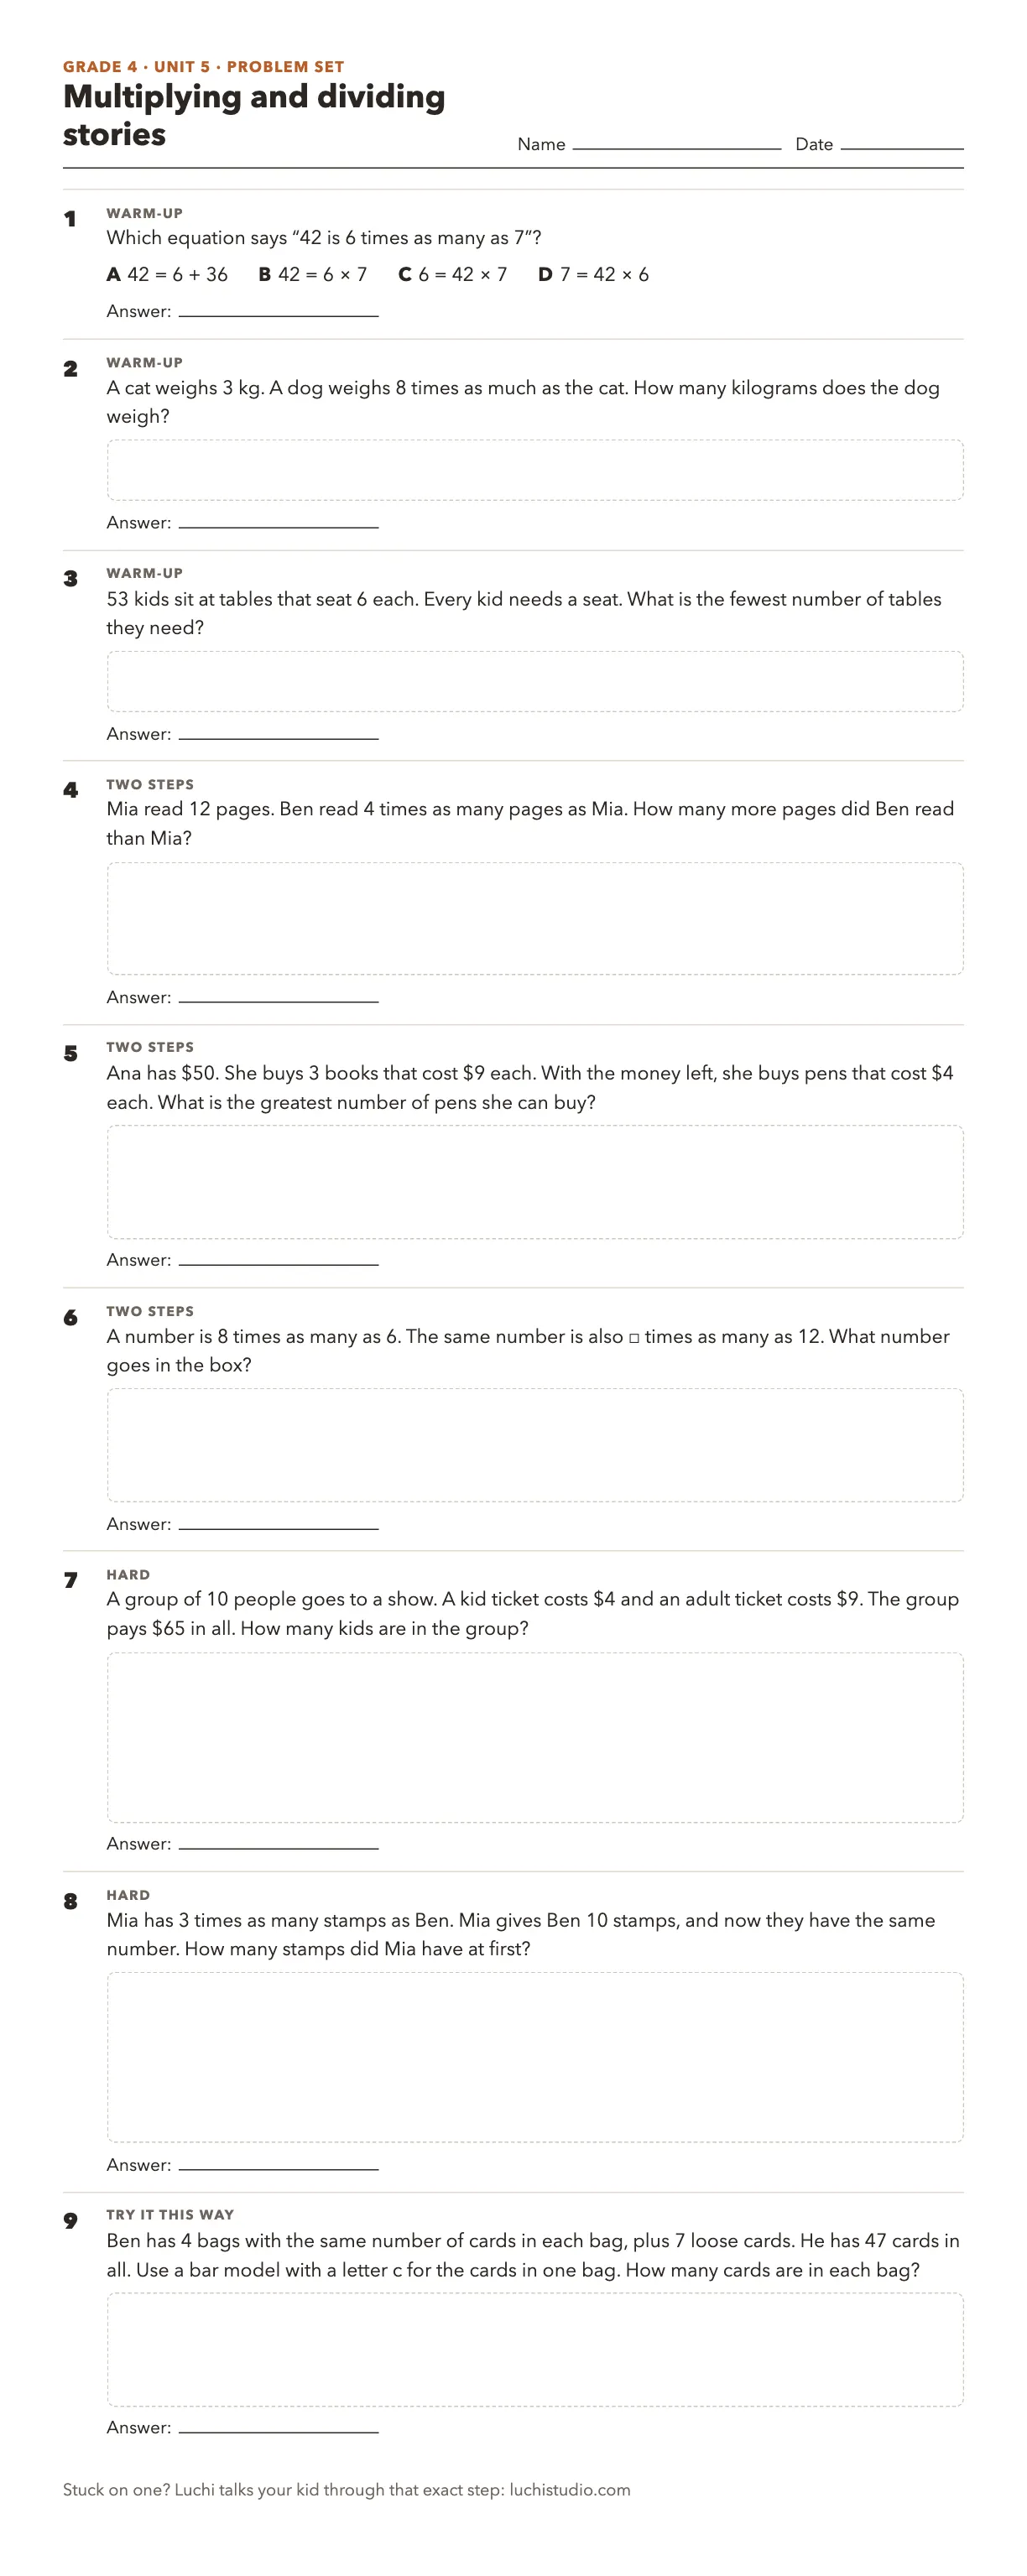 GRADE 4 · UNIT 5 · PROBLEM SET
Multiplying and dividing
stories
Name Date
1 WARM-UP
Which equation says “42 is 6 times as many as 7”?
A 42 = 6 + 36 B 42 = 6 × 7 C 6 = 42 × 7 D 7 = 42 × 6
Answer:
2 WARM-UP
A cat weighs 3 kg. A dog weighs 8 times as much as the cat. How many kilograms does the dog
weigh?
Answer:
3 WARM-UP
53 kids sit at tables that seat 6 each. Every kid needs a seat. What is the fewest number of tables
they need?
Answer:
4 TWO STEPS
Mia read 12 pages. Ben read 4 times as many pages as Mia. How many more pages did Ben read
than Mia?
Answer:
5 TWO STEPS
Ana has $50. She buys 3 books that cost $9 each. With the money left, she buys pens that cost $4
each. What is the greatest number of pens she can buy?
Answer:
6 TWO STEPS
A number is 8 times as many as 6. The same number is also □ times as many as 12. What number
goes in the box?
Answer:
7 HARD
A group of 10 people goes to a show. A kid ticket costs $4 and an adult ticket costs $9. The group
pays $65 in all. How many kids are in the group?
Answer:
8 HARD
Mia has 3 times as many stamps as Ben. Mia gives Ben 10 stamps, and now they have the same
number. How many stamps did Mia have at first?
Answer:
9 TRY IT THIS WAY
Ben has 4 bags with the same number of cards in each bag, plus 7 loose cards. He has 47 cards in
all. Use a bar model with a letter c for the cards in one bag. How many cards are in each bag?
Answer:
Stuck on one? Luchi talks your kid through that exact step: luchistudio.com